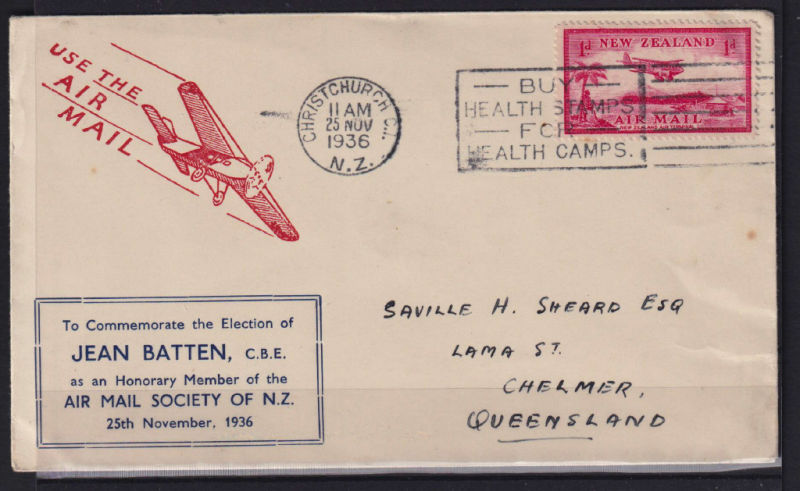 USE THE
AIR
MAIL
CHRISTCHURCH
11 AM
25 NOV
1936
N.Z.
BUY
HEALTH STAMPS
FOR
HEALTH CAMPS.
1d NEW ZEALAND 1d
AIR MAIL
To Commemorate the Election of
JEAN BATTEN, C.B.E.
as an Honorary Member of the
AIR MAIL SOCIETY OF N.Z.
25th November, 1936
SAVILLE H. SHEARD ESQ
LAMA ST.
CHELMER,
QUEENSLAND